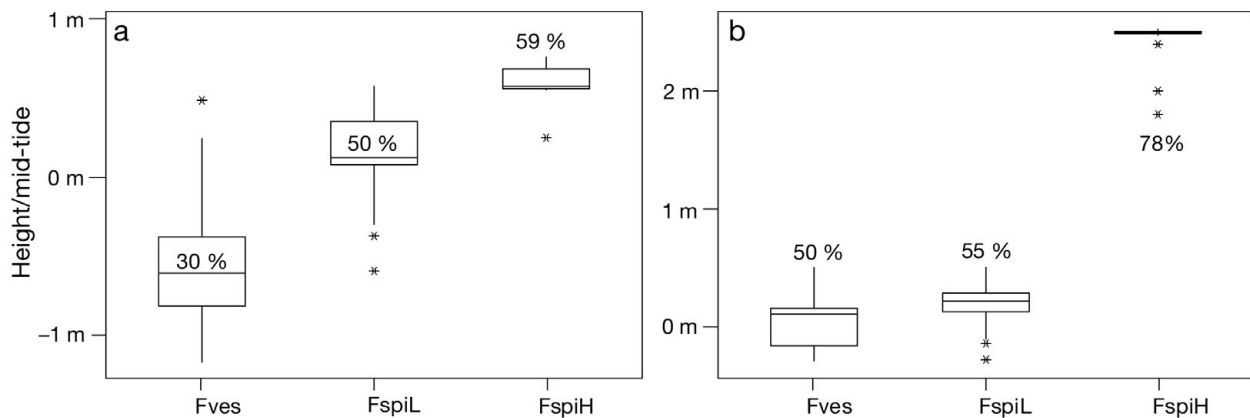 a
1 m
0 m
–1 m
Height/mid-tide
30 %
50 %
59 %
Fves
FspiL
FspiH
b
2 m
1 m
0 m
50 %
55 %
78%
Fves
FspiL
FspiH